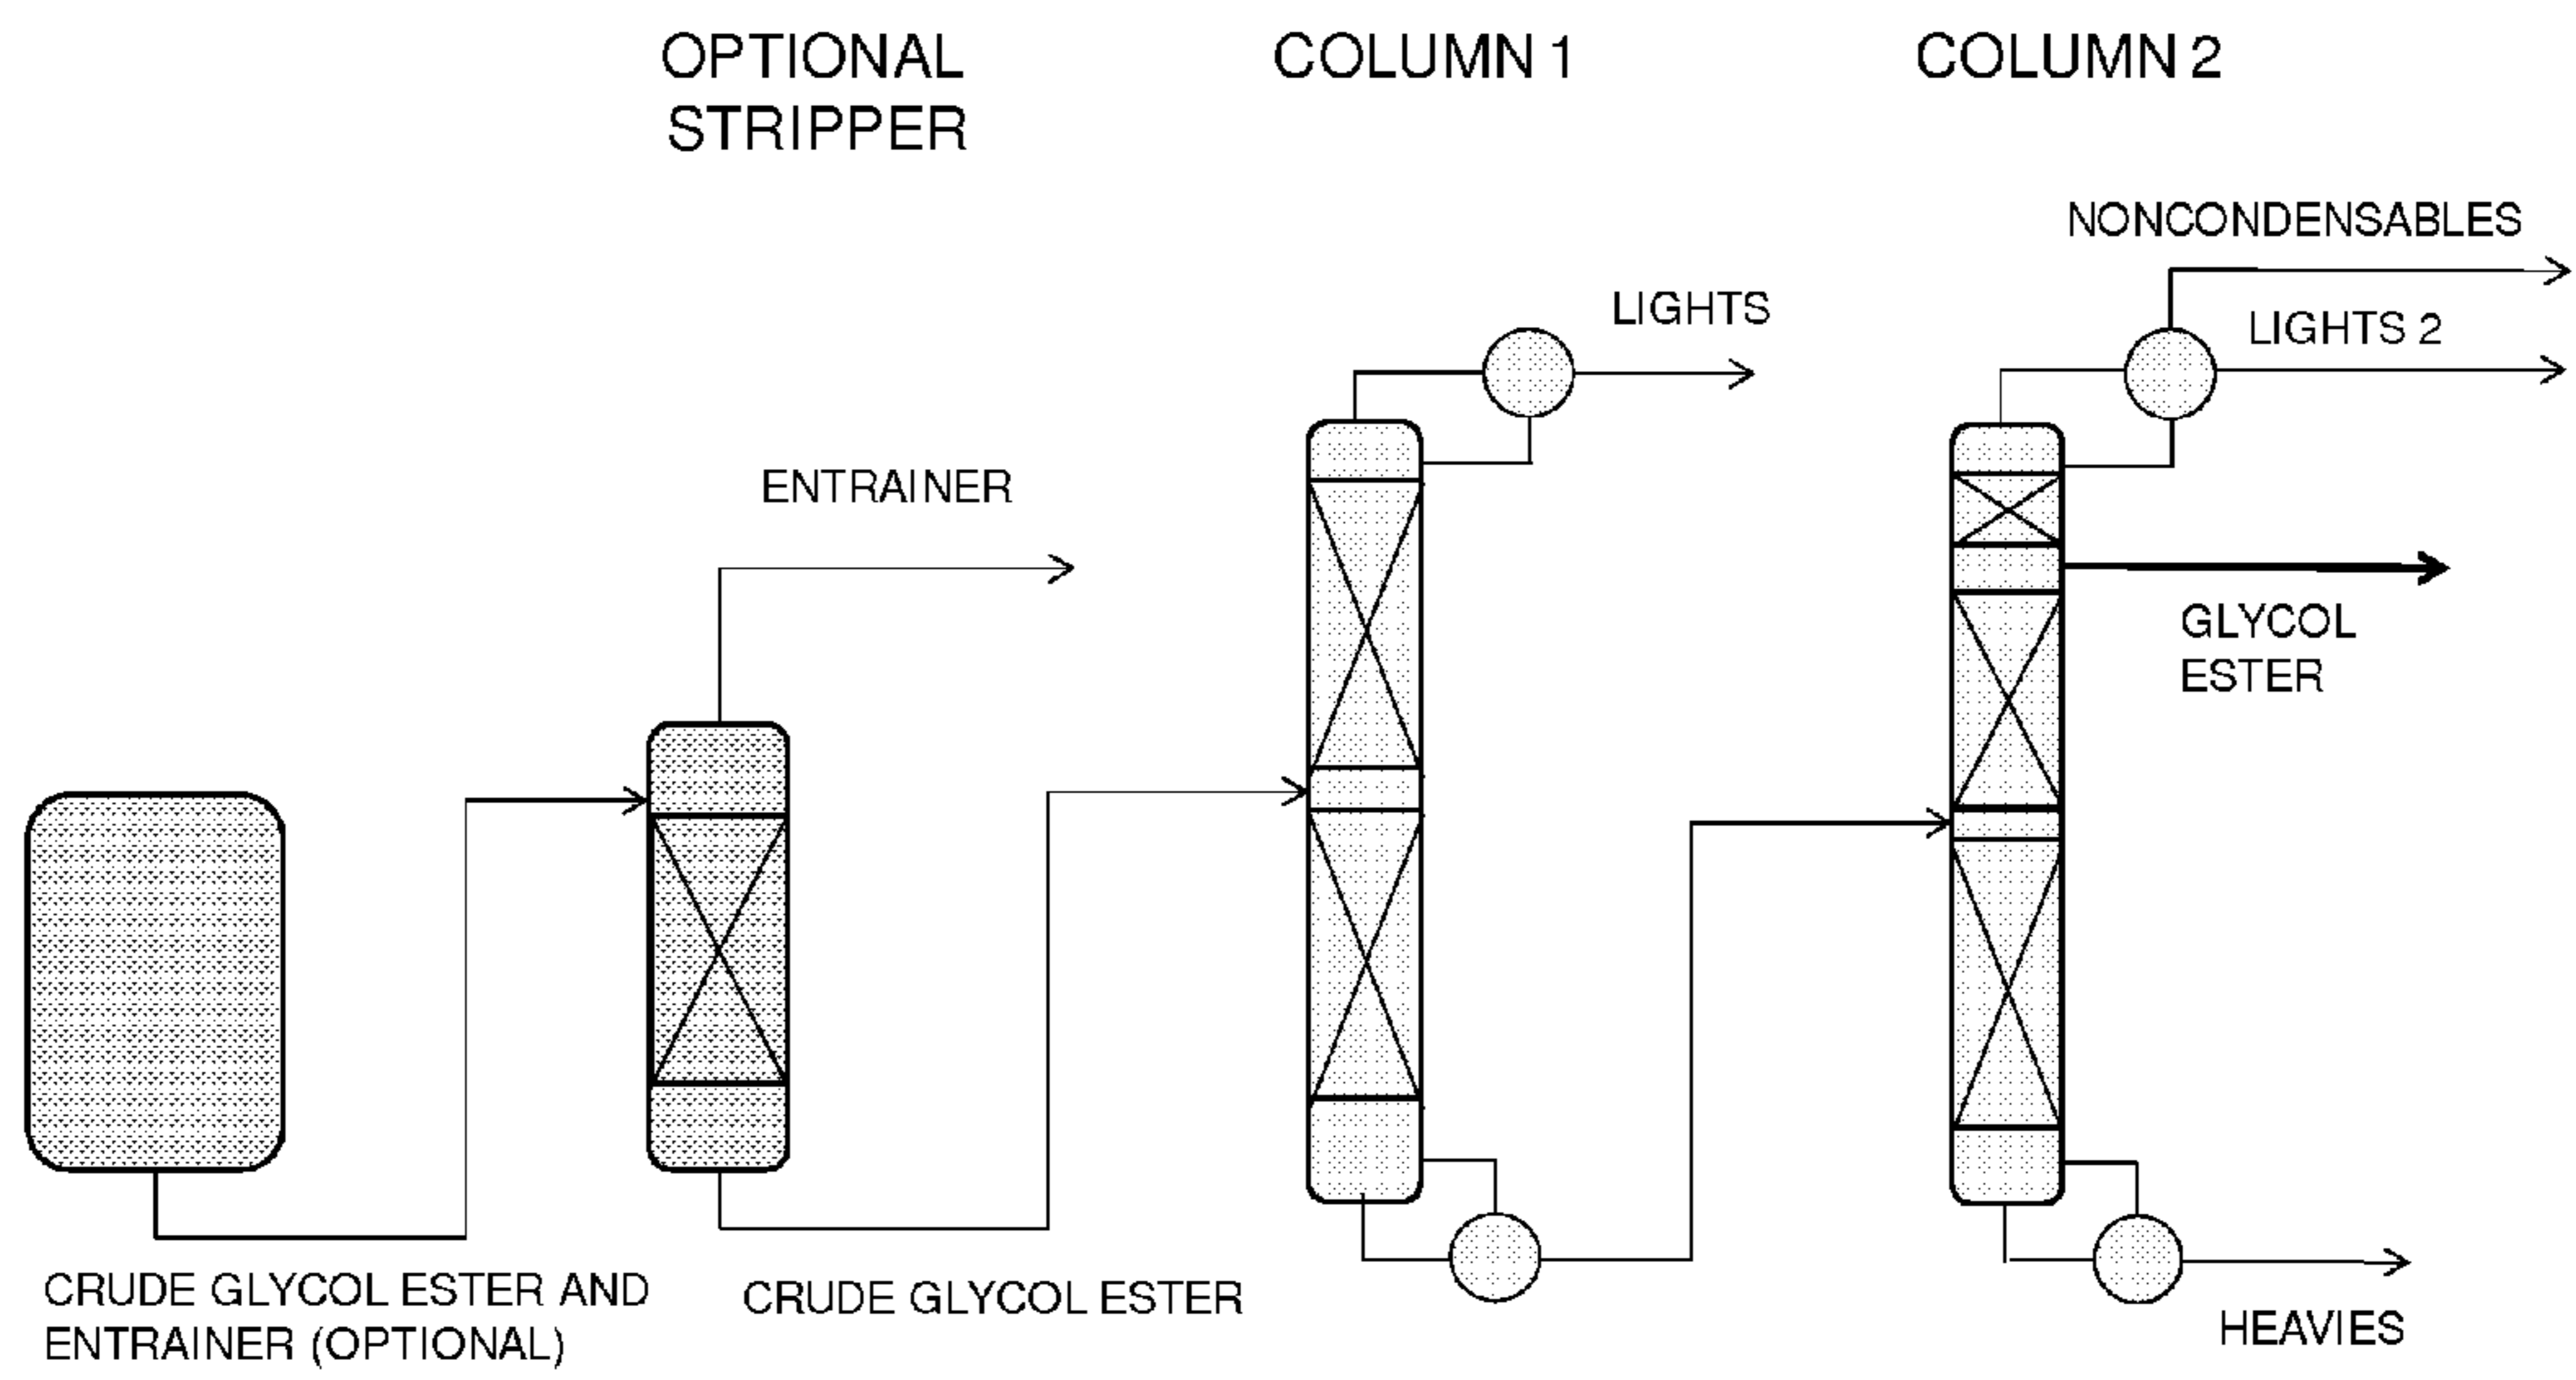 OPTIONAL
STRIPPER
COLUMN 1
COLUMN 2
NONCONDENSABLES
LIGHTS
LIGHTS 2
ENTRAINER
GLYCOL
ESTER
CRUDE GLYCOL ESTER AND
ENTRAINER (OPTIONAL)
CRUDE GLYCOL ESTER
HEAVIES